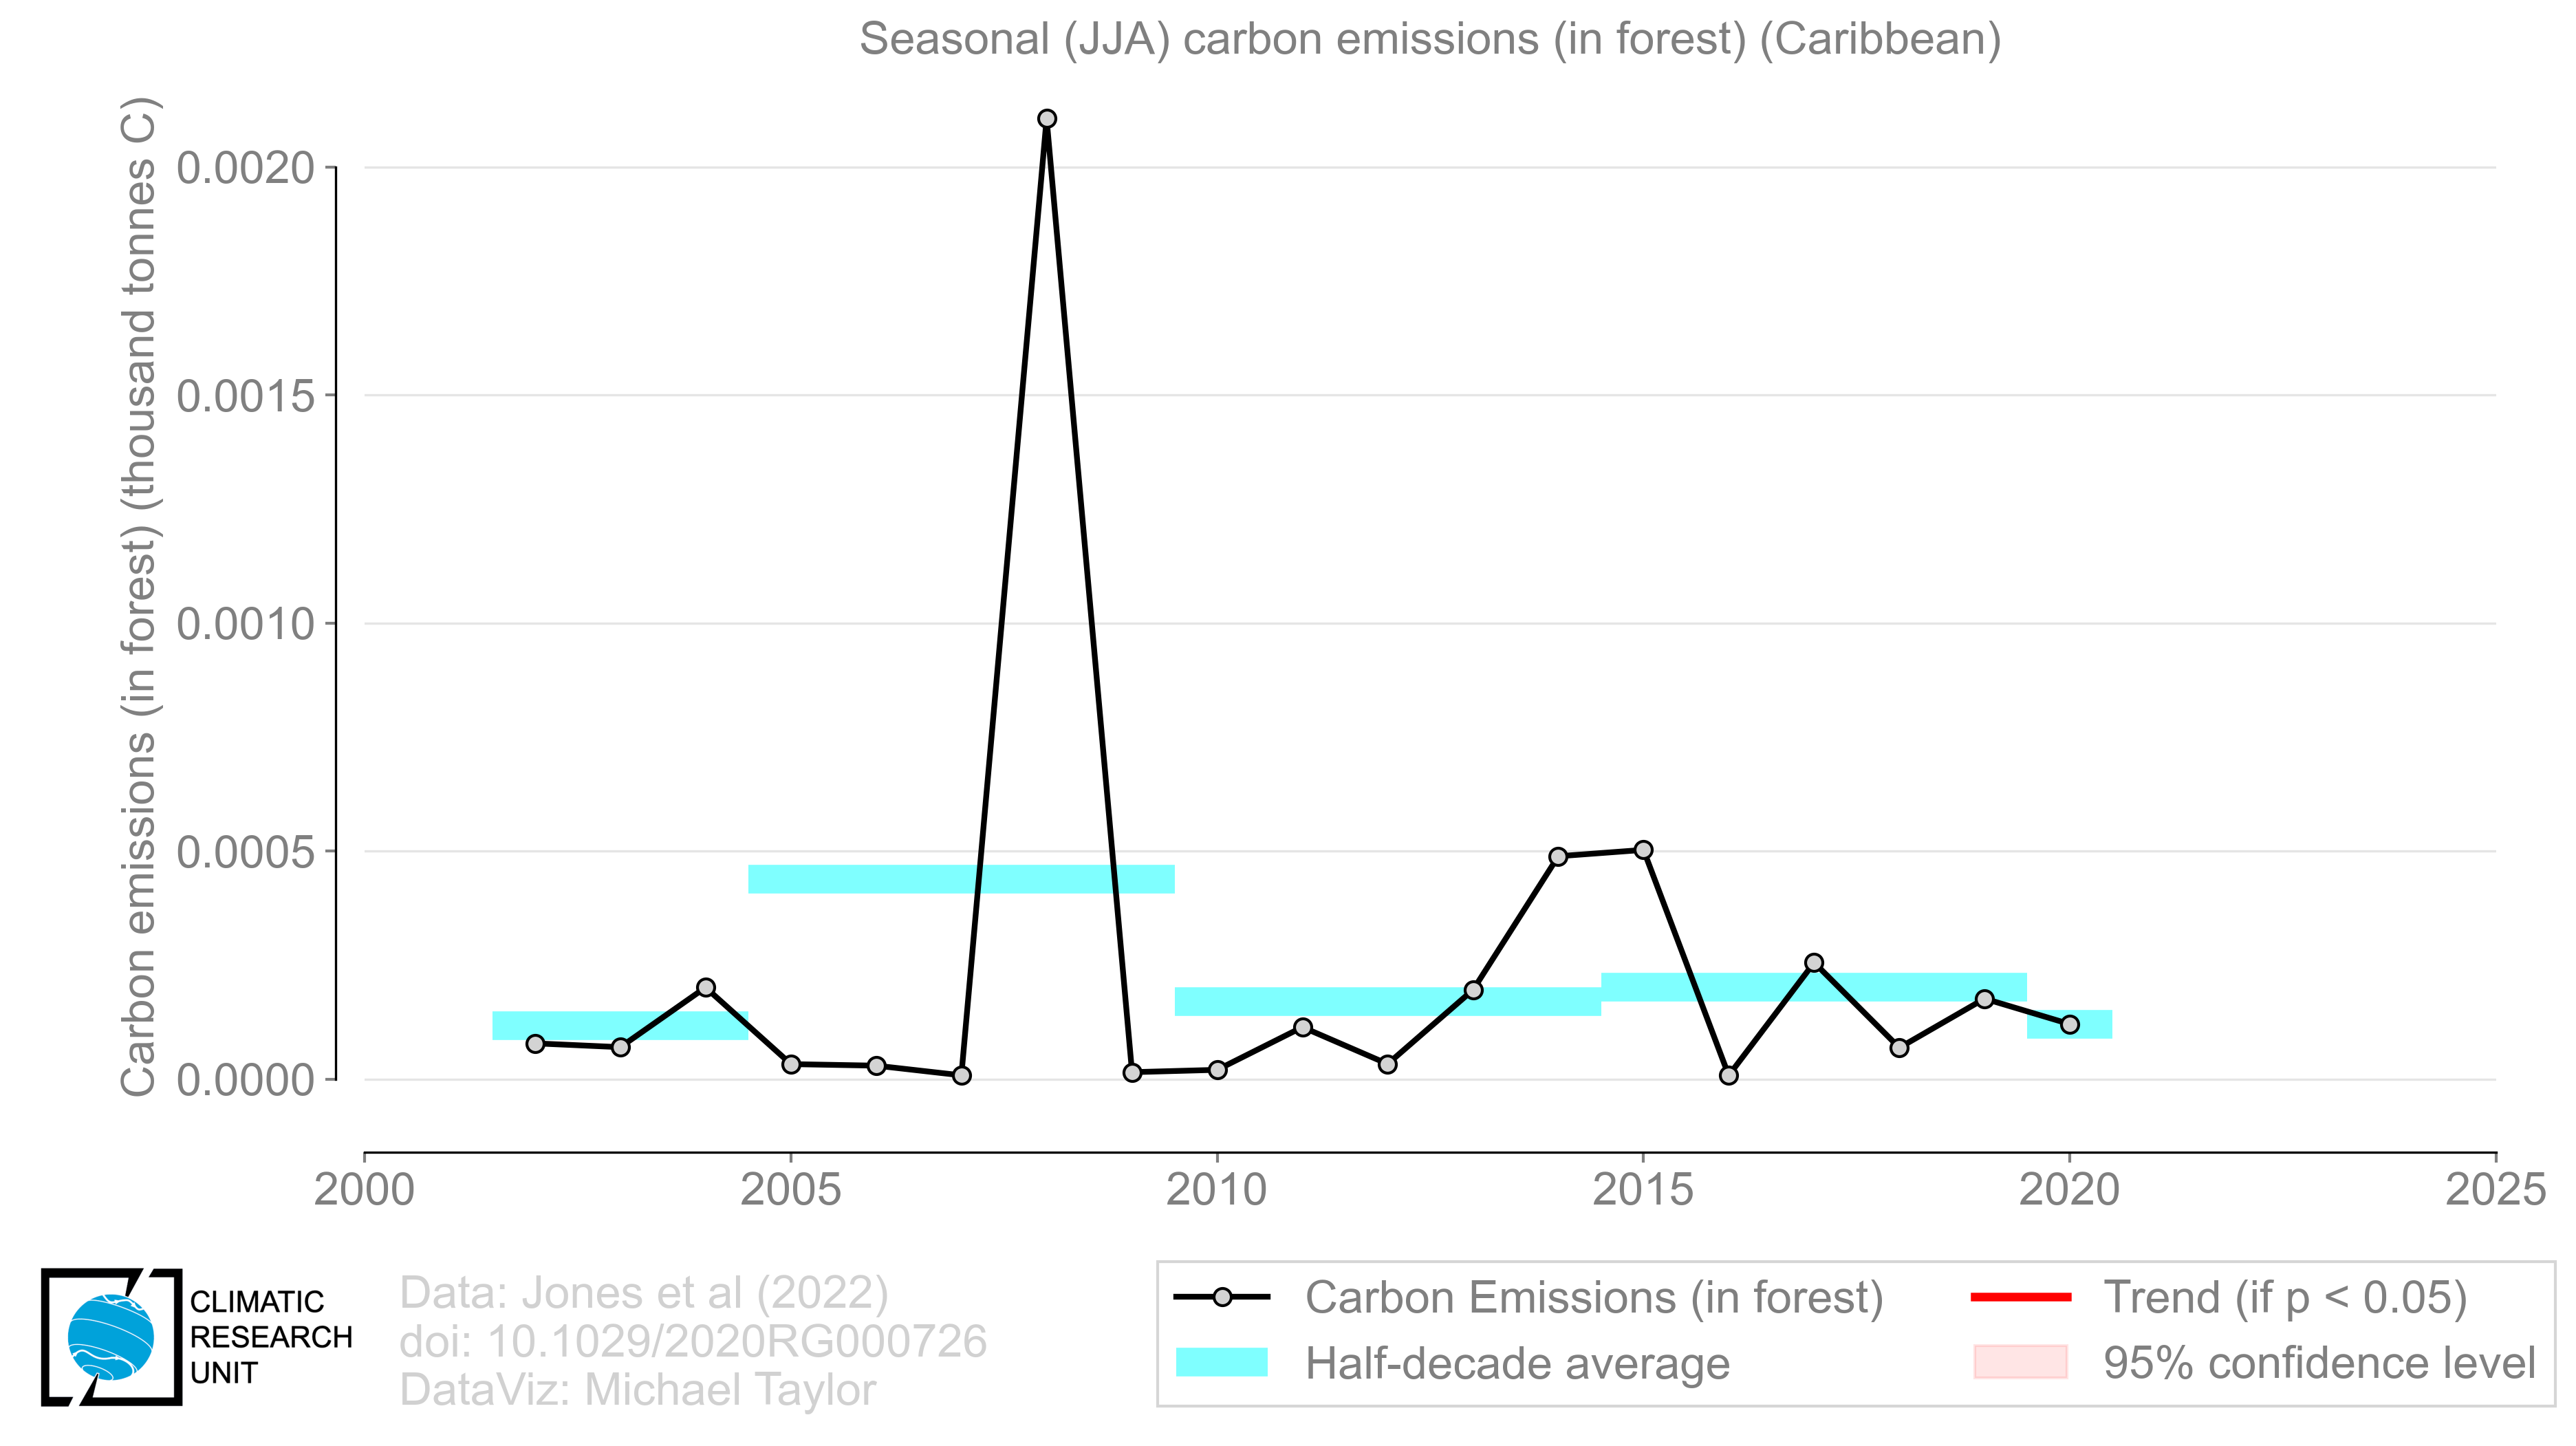 Seasonal (JJA) carbon emissions (in forest) (Caribbean)
Carbon emissions (in forest) (thousand tonnes C)
0.0020
0.0015
0.0010
0.0005
0.0000
2000 2005 2010 2015 2020 2025
CLIMATIC
RESEARCH
UNIT
Data: Jones et al (2022)
doi: 10.1029/2020RG000726
DataViz: Michael Taylor
Carbon Emissions (in forest)
Half-decade average
Trend (if p < 0.05)
95% confidence level